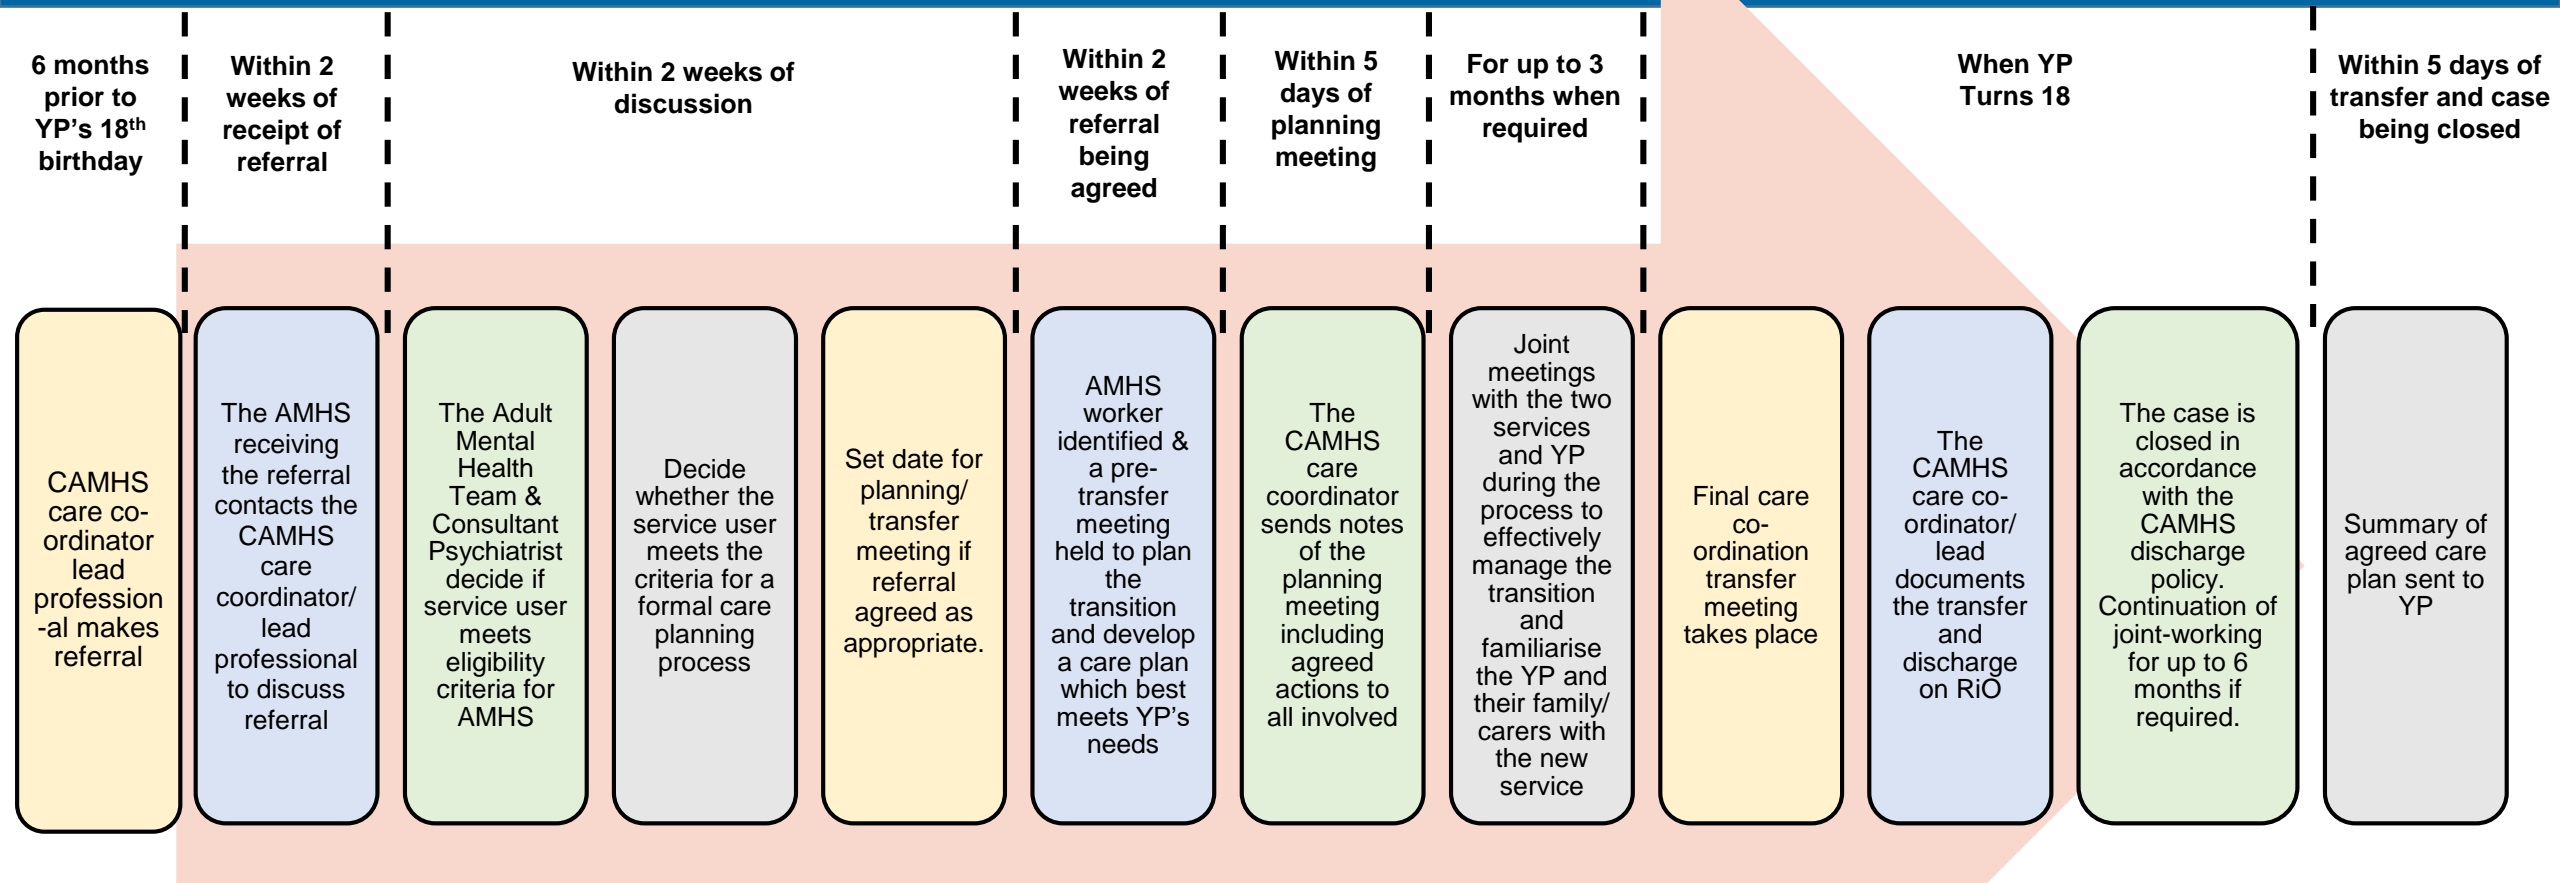 6 months
prior to
YP’s 18th
birthday
Within 2
weeks of
receipt of
referral
Within 2 weeks of
discussion
Within 2
weeks of
referral
being
agreed
Within 5
days of
planning
meeting
For up to 3
months when
required
When YP
Turns 18
Within 5 days of
transfer and case
being closed
CAMHS
care co-
ordinator
lead
profession
-al makes
referral
The AMHS
receiving
the referral
contacts the
CAMHS
care
coordinator/
lead
professional
to discuss
referral
The Adult
Mental
Health
Team &
Consultant
Psychiatrist
decide if
service user
meets
eligibility
criteria for
AMHS
Decide
whether the
service user
meets the
criteria for a
formal care
planning
process
Set date for
planning/
transfer
meeting if
referral
agreed as
appropriate.
AMHS
worker
identified &
a pre-
transfer
meeting
held to plan
the
transition
and develop
a care plan
which best
meets YP’s
needs
The
CAMHS
care
coordinator
sends notes
of the
planning
meeting
including
agreed
actions to
all involved
Joint
meetings
with the two
services
and YP
during the
process to
effectively
manage the
transition
and
familiarise
the YP and
their family/
carers with
the new
service
Final care
co-
ordination
transfer
meeting
takes place
The
CAMHS
care co-
ordinator/
lead
documents
the transfer
and
discharge
on RiO
The case is
closed in
accordance
with the
CAMHS
discharge
policy.
Continuation of
joint-working
for up to 6
months if
required.
Summary of
agreed care
plan sent to
YP